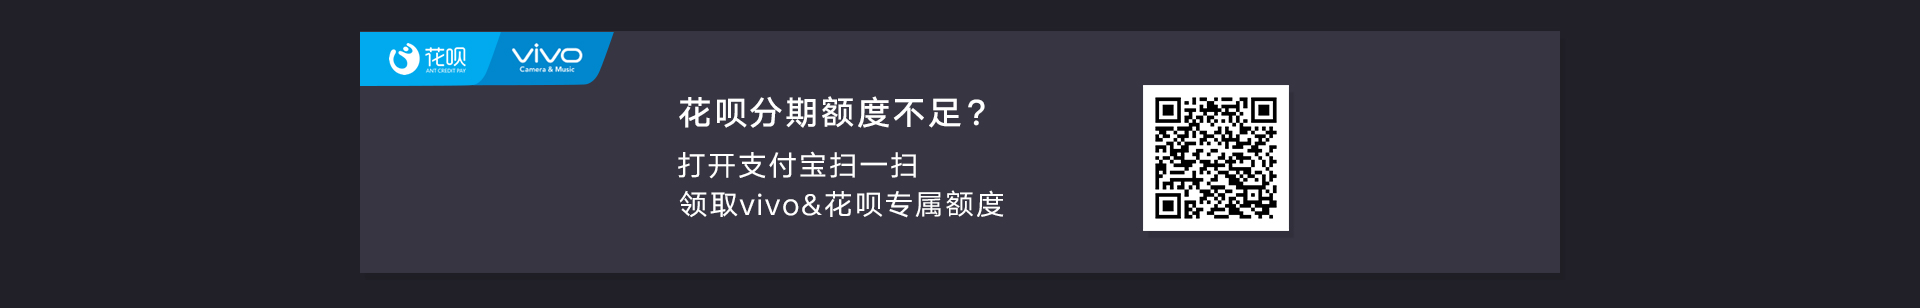 花呗
ANT CREDIT PAY
vivo
Camera & Music
花呗分期额度不足?
打开支付宝扫一扫
领取vivo&花呗专属额度